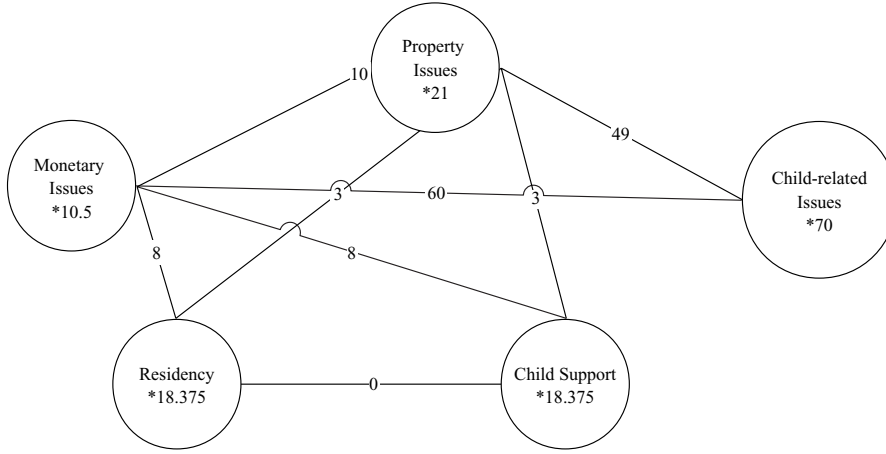 Property
Issues
*21
10
49
Monetary
Issues
*10.5
Child-related
Issues
*70
3
60
3
8
8
Residency
*18.375
0
Child Support
*18.375